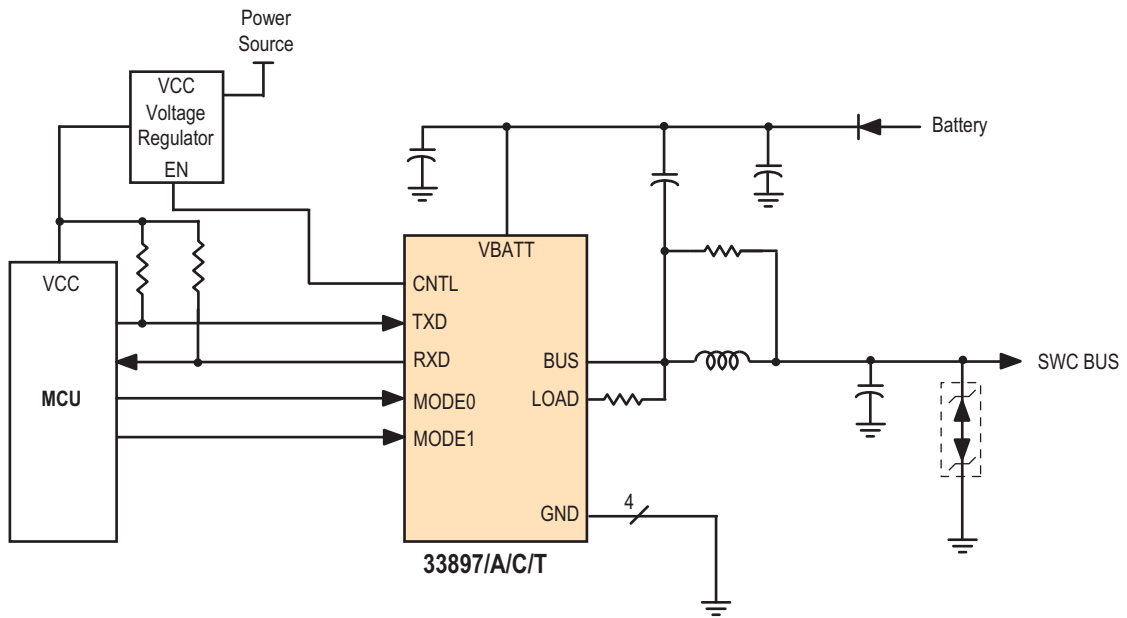 Power
Source
VCC
Voltage
Regulator
EN
Battery
VBATT
VCC
CNTL
TXD
RXD
BUS
SWC BUS
MCU
MODE0
LOAD
MODE1
GND
4
33897/A/C/T